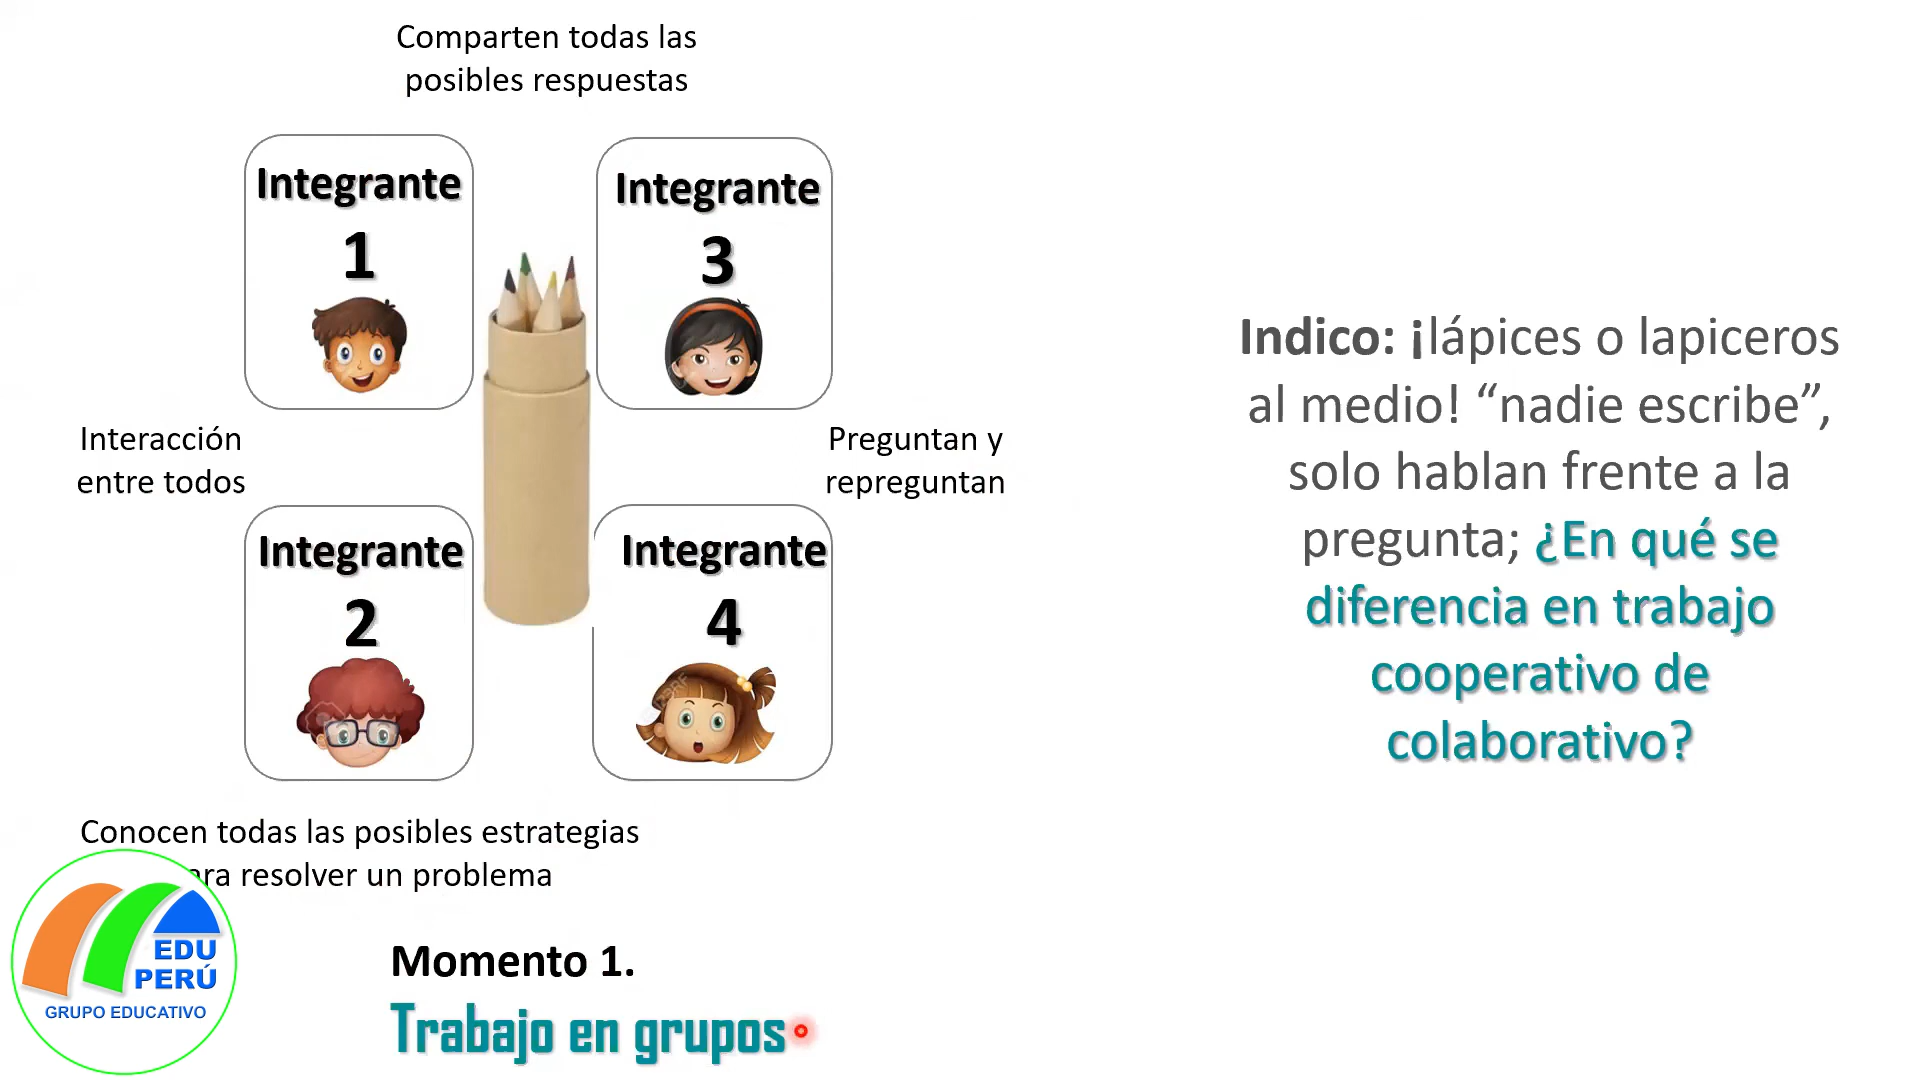 Comparten todas las
posibles respuestas
Integrante
1
Integrante
3
Interacción
entre todos
Preguntan y
repreguntan
Integrante
2
Integrante
4
Conocen todas las posibles estrategias
resolver un problema
Indico: ¡lápices o lapiceros
al medio! “nadie escribe”,
solo hablan frente a la
pregunta; ¿En qué se
diferencia en trabajo
cooperativo de
colaborativo?
EDU
PERÚ
GRUPO EDUCATIVO
Momento 1.
Trabajo en grupos